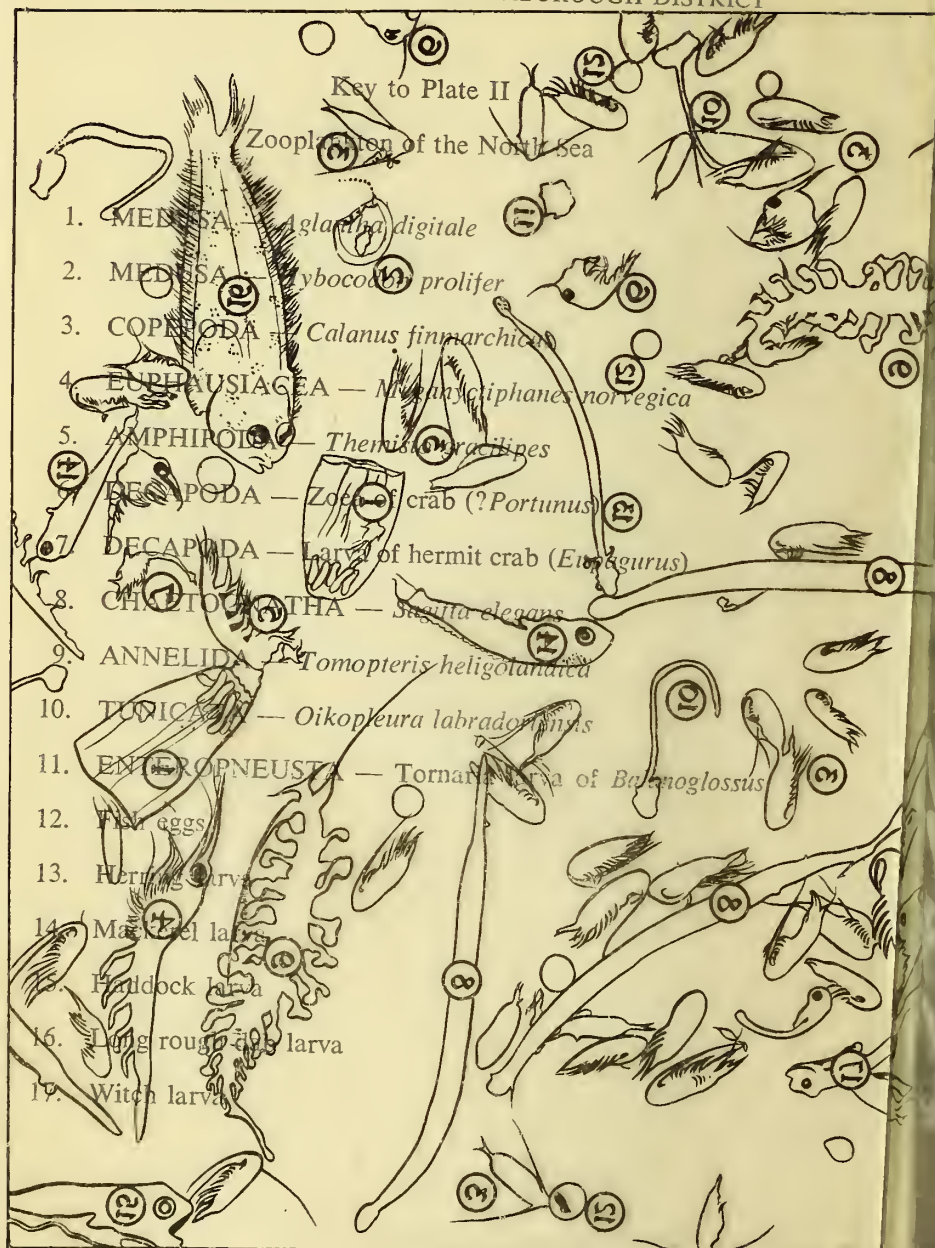 BOROUGH DISTRICT
Key to Plate II
Zooplankton of the North Sea
1. MEDUSA — Aglantha digitale
2. MEDUSA — Hybocodon prolifer
3. COPEPODA — Calanus finmarchicus
4. EUPHAUSIACEA — Meganyctiphanes norvegica
5. AMPHIPODA — Themisto gracilipes
6. DECAPODA — Zoea of crab (?Portunus)
7. DECAPODA — Larva of hermit crab (Eupagurus)
8. CHAETOGNATHA — Sagitta elegans
9. ANNELIDA — Tomopteris heligolandica
10. TUNICATA — Oikopleura labradoriensis
11. ENTEROPNEUSTA — Tornaria larva of Balanoglossus
12. Fish eggs
13. Herring larva
14. Mackerel larva
15. Haddock larva
16. Long rough dab larva
17. Witch larva